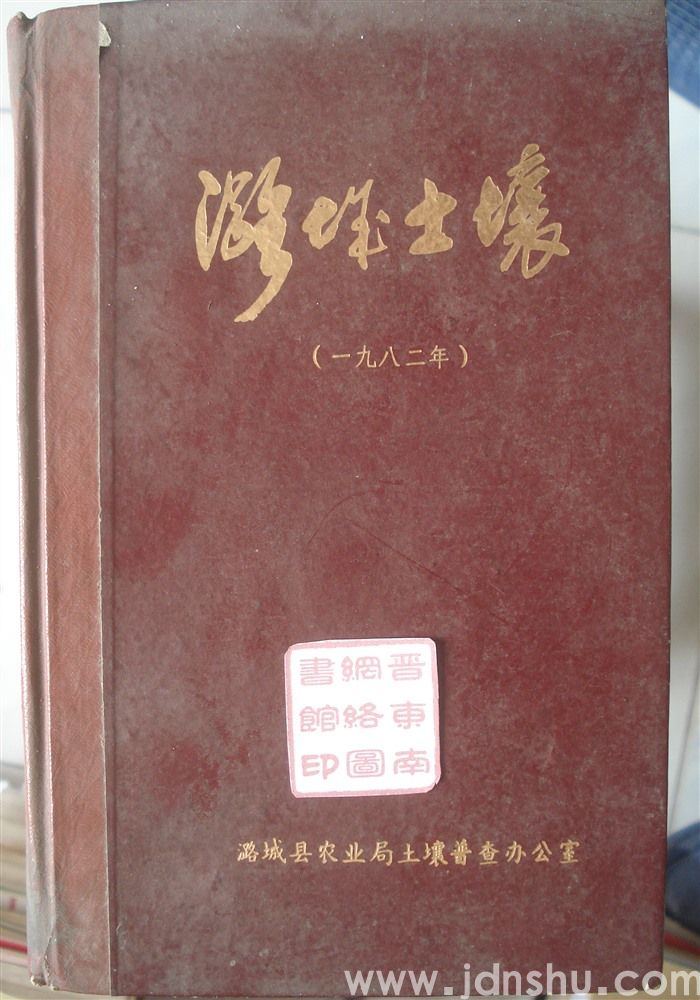 潞城土壤
（一九八二年）
晋東南
網絡圖
書館印
潞城县农业局土壤普查办公室
www.jdnshu.com